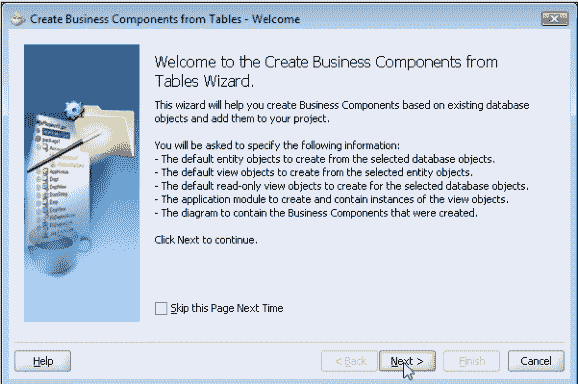 Create Business Components from Tables - Welcome
Welcome to the Create Business Components from
Tables Wizard.
This wizard will help you create Business Components based on existing database
objects and add them to your project.
You will be asked to specify the following information:
- The default entity objects to create from the selected database objects.
- The default view objects to create from the selected entity objects.
- The default read-only view objects to create for the selected database objects.
- The application module to create and contain instances of the view objects.
- The diagram to contain the Business Components that were created.
Click Next to continue.
Skip this Page Next Time
Help
< Back
Next >
Finish
Cancel